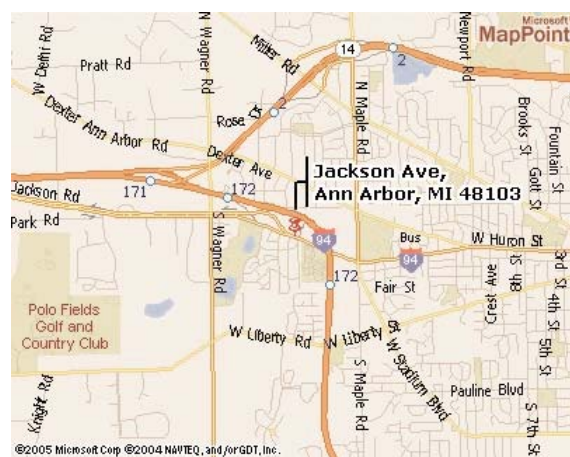 Microsoft
MapPoint
W Delhi Rd
Pratt Rd
N Wagner Rd
Miller Rd
14
2
Newport Rd
Rose Ct
2
N Maple Rd
Brooks St
Fountain St
Gott St
Dexter Ann Arbor Rd
Dexter Ave
Jackson Ave,
Ann Arbor, MI 48103
171
172
Jackson Rd
Park Rd
S Wagner Rd
94
Bus
94
W Huron St
172
Fair St
Crest Ave
8th St
3rd St
4th St
5th St
Polo Fields
Golf and
Country Club
W Liberty Rd
W Liberty St
W Stadium Blvd
S Maple Rd
Pauline Blvd
S 7th St
Knight Rd
©2005 Microsoft Corp ©2004 NAVTEQ, and/or GDT, Inc.